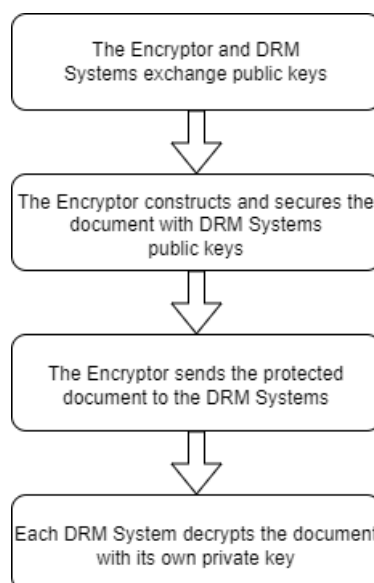 The Encryptor and DRM
Systems exchange public keys
The Encryptor constructs and secures the
document with DRM Systems
public keys
The Encryptor sends the protected
document to the DRM Systems
Each DRM System decrypts the document
with its own private key